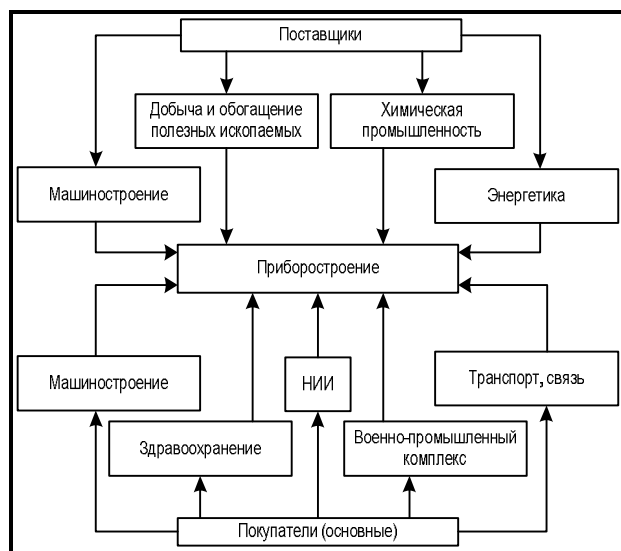 Поставщики
Добыча и обогащение
полезных ископаемых
Химическая
промышленность
Машиностроение
Энергетика
Приборостроение
Машиностроение
НИИ
Транспорт, связь
Здравоохранение
Военно-промышленный
комплекс
Покупатели (основные)